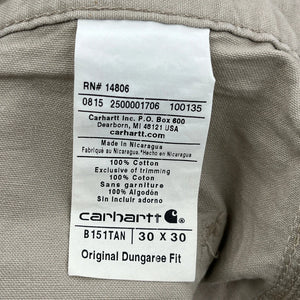 RN# 14806
0815 2500001706 100135
Carhartt Inc. P.O. Box 600
Dearborn, MI 48121 USA
carhartt.com
Made in Nicaragua
Fabriqué au Nicaragua.*Hecho en Nicaragua
100% Cotton
Exclusive of trimming
100% Coton
Sans garniture
100% Algodón
Sin incluir adorno
carhartt
B151TAN 30 X 30
Original Dungaree Fit